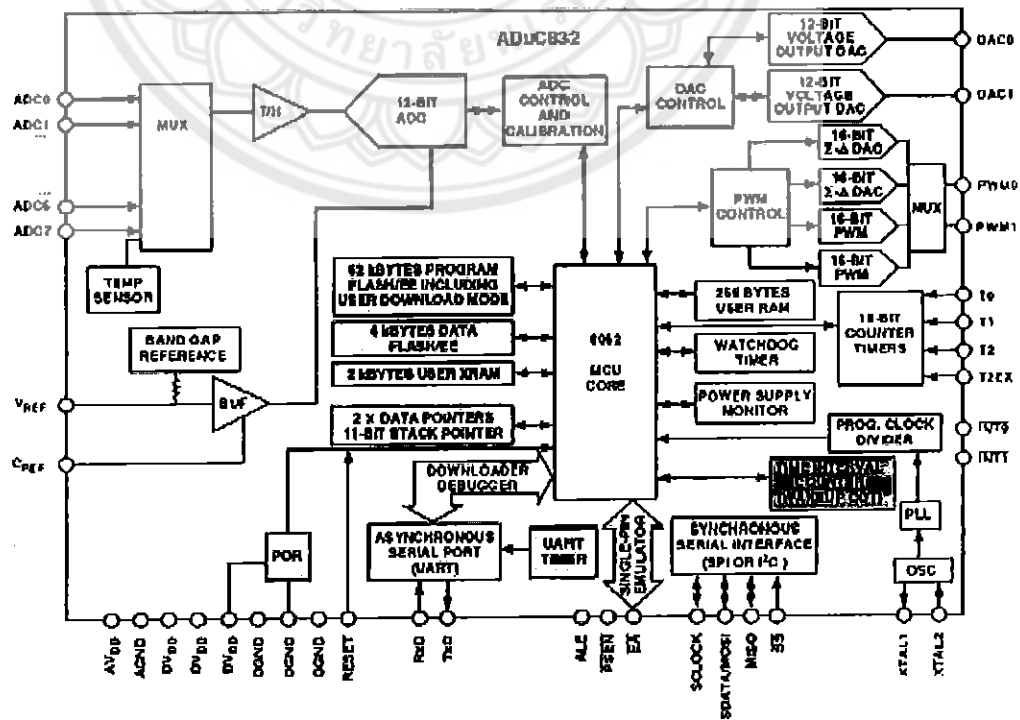 ทยาลัย
ADuC832
ADC0
ADC1
...
...
ADC6
ADC7
MUX
T/H
12-BIT
ADC
ADC
CONTROL
AND
CALIBRATION
DAC
CONTROL
12-BIT
VOLTAGE
OUTPUT DAC
DAC0
12-BIT
VOLTAGE
OUTPUT DAC
DAC1
PWM
CONTROL
16-BIT
Σ-Δ DAC
16-BIT
Σ-Δ DAC
16-BIT
PWM
16-BIT
PWM
MUX
PWM0
PWM1
TEMP
SENSOR
BAND GAP
REFERENCE
VREF
BUF
CREF
62 kBYTES PROGRAM
FLASH/EE INCLUDING
USER DOWNLOAD MODE
4 kBYTES DATA
FLASH/EE
2 kBYTES USER XRAM
2 X DATA POINTERS
11-BIT STACK POINTER
8052
MCU
CORE
256 BYTES
USER RAM
WATCHDOG
TIMER
POWER SUPPLY
MONITOR
16-BIT
COUNTER
TIMERS
T0
T1
T2
T2EX
PROG. CLOCK
DIVIDER
INT0
INT1
DOWNLOADER
DEBUGGER
TIME INTERVAL
PLL
OSC
POR
ASYNCHRONOUS
SERIAL PORT
(UART)
UART
TIMER
SINGLE-PIN
EMULATOR
SYNCHRONOUS
SERIAL INTERFACE
(SPI OR I²C)
AVDD
AGND
DVDD
DVDD
DVDD
DGND
DGND
DGND
RESET
RxD
TxD
ALE
PSEN
EA
SCLOCK
SDATA/MOSI
MISO
SS
XTAL1
XTAL2